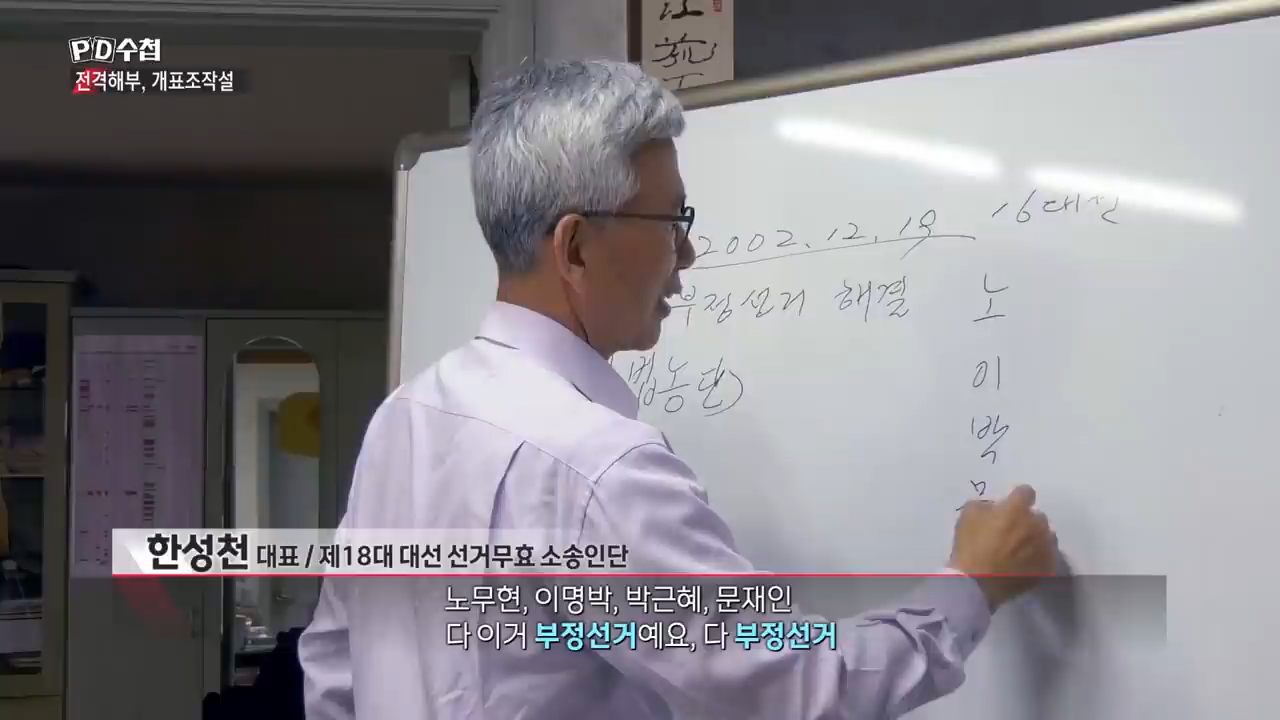 PD수첩
전격해부, 개표조작설
2002.12.19 16대선
부정선거 해결 노
법농단)
이
박
한성천 대표 / 제18대 대선 선거무효 소송인단
노무현, 이명박, 박근혜, 문재인
다 이거 부정선거예요, 다 부정선거